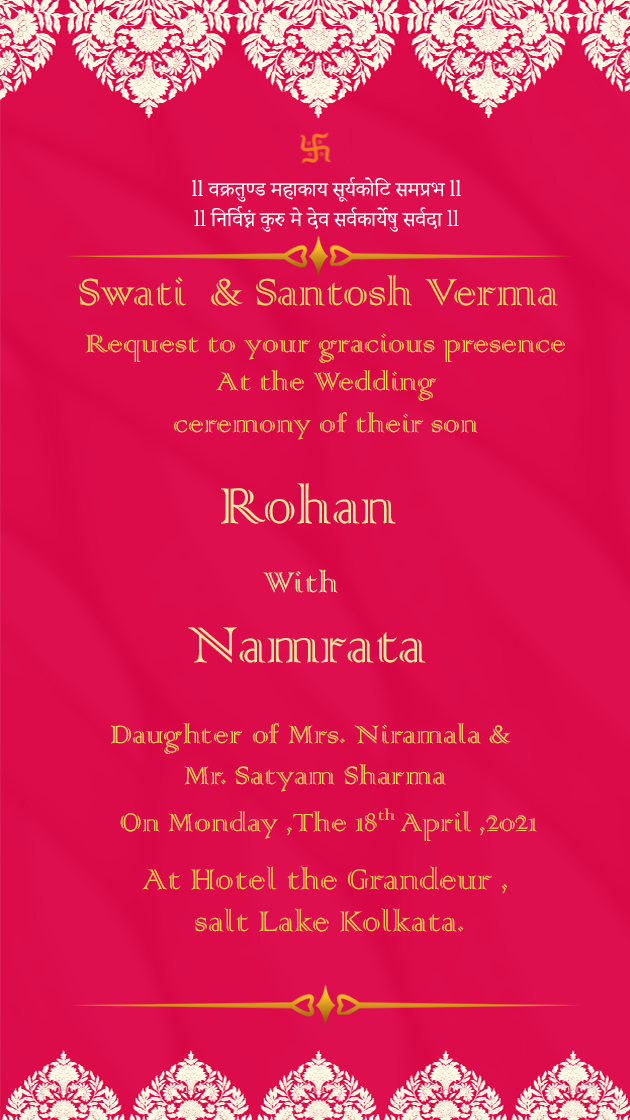 ll वक्रतुण्ड महाकाय सूर्यकोटि समप्रभ ll
ll निर्विघ्नं कुरु मे देव सर्वकार्येषु सर्वदा ll
Swati & Santosh Verma
Request to your gracious presence
At the Wedding
ceremony of their son
Rohan
With
Namrata
Daughter of Mrs. Niramala &
Mr. Satyam Sharma
On Monday ,The 18th April ,2021
At Hotel the Grandeur ,
salt Lake Kolkata.